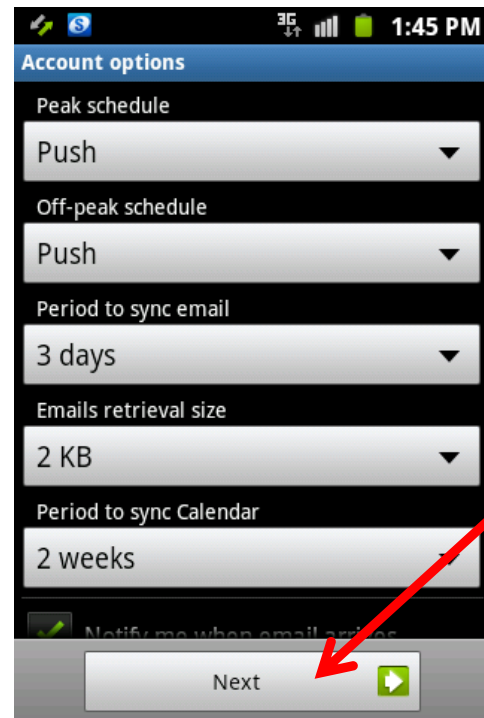 3G 1:45 PM
Account options
Peak schedule
Push
Off-peak schedule
Push
Period to sync email
3 days
Emails retrieval size
2 KB
Period to sync Calendar
2 weeks
Notify me when email arrives
Next